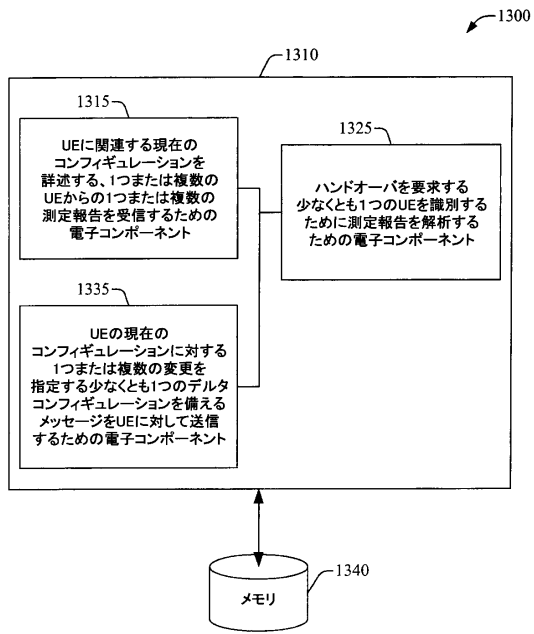 1300
1310
1315
UEに関連する現在の
コンフィギュレーションを
詳述する、1つまたは複数の
UEからの1つまたは複数の
測定報告を受信するための
電子コンポーネント
1325
ハンドオーバを要求する
少なくとも1つのUEを識別する
ために測定報告を解析する
ための電子コンポーネント
1335
UEの現在の
コンフィギュレーションに対する
1つまたは複数の変更を
指定する少なくとも1つのデルタ
コンフィギュレーションを備える
メッセージをUEに対して送信
するための電子コンポーネント
1340
メモリ